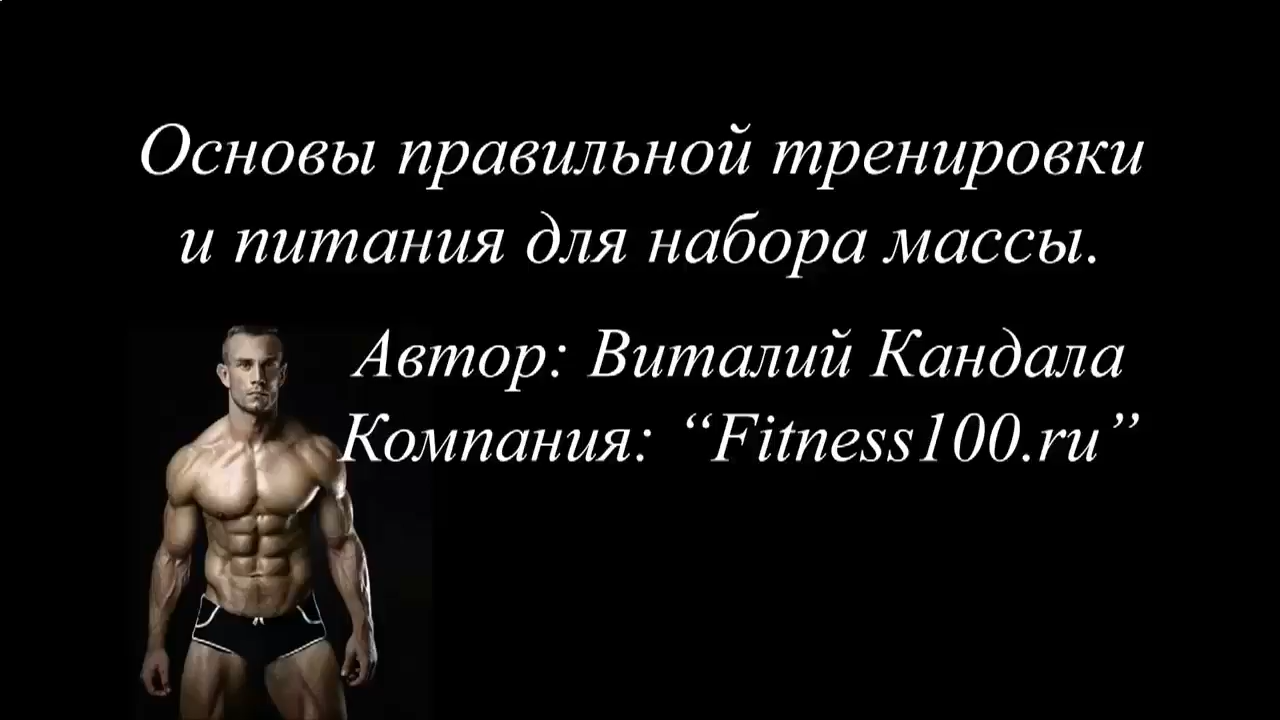 Основы правильной тренировки
и питания для набора массы.
Автор: Виталий Кандала
Компания: “Fitness100.ru”